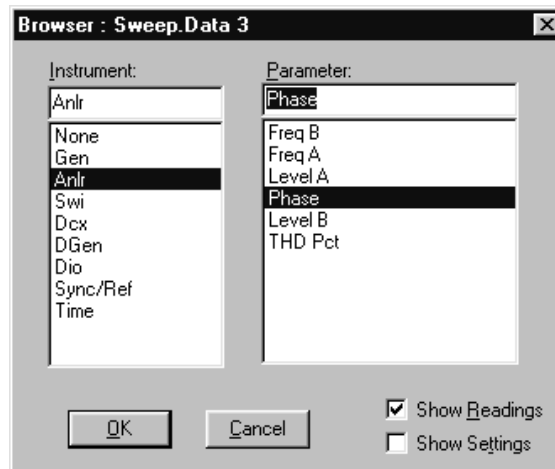 Browser : Sweep.Data 3
Instrument:
Anlr
None
Gen
Anlr
Swi
Dcx
DGen
Dio
Sync/Ref
Time
Parameter:
Phase
Freq B
Freq A
Level A
Phase
Level B
THD Pct
OK
Cancel
Show Readings
Show Settings